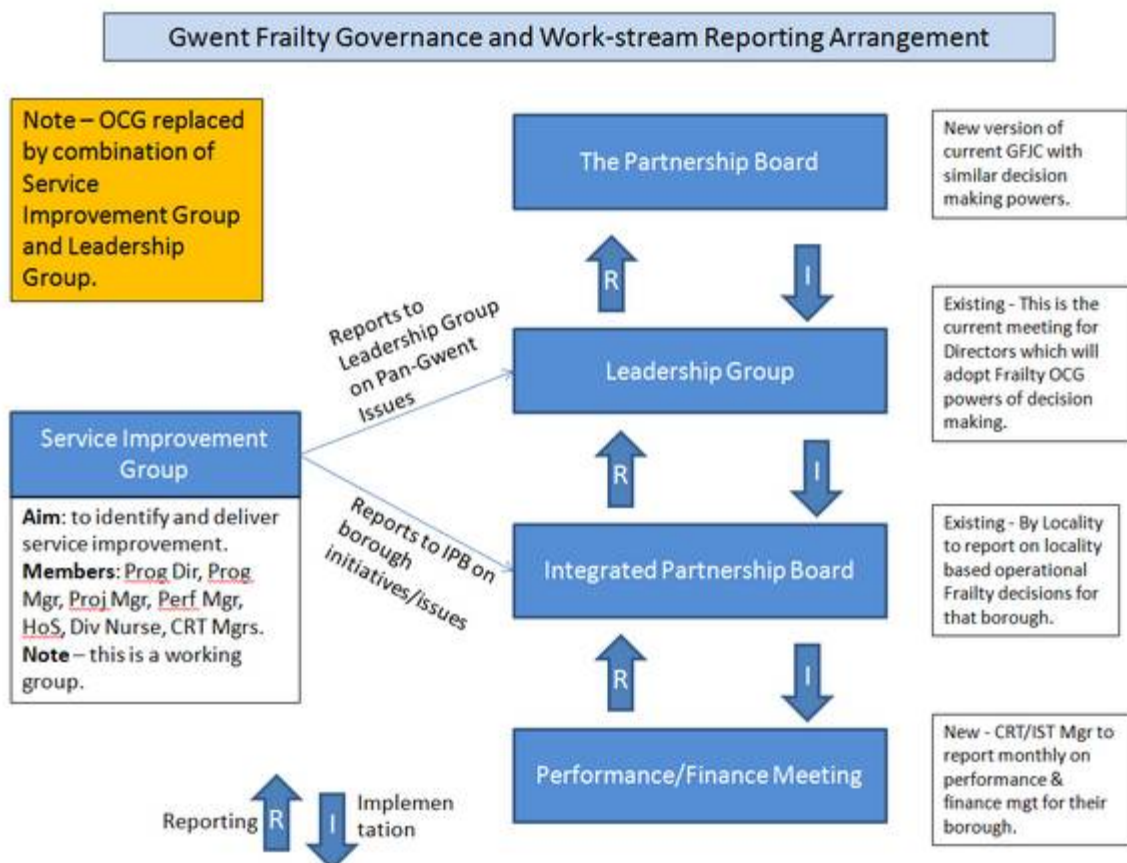 Gwent Frailty Governance and Work-stream Reporting Arrangement
Note – OCG replaced
by combination of
Service
Improvement Group
and Leadership
Group.
The Partnership Board
New version of
current GFJC with
similar decision
making powers.
R
I
Reports to
Leadership Group
on Pan-Gwent
Issues
Leadership Group
Existing - This is the
current meeting for
Directors which will
adopt Frailty OCG
powers of decision
making.
Service Improvement
Group
Aim: to identify and deliver
service improvement.
Members: Prog Dir, Prog
Mgr, Proj Mgr, Perf Mgr,
HoS, Div Nurse, CRT Mgrs.
Note – this is a working
group.
R
I
Reports to IPB on
borough
initiatives/issues
Integrated Partnership Board
Existing - By Locality
to report on locality
based operational
Frailty decisions for
that borough.
R
I
Performance/Finance Meeting
New - CRT/IST Mgr to
report monthly on
performance &
finance mgt for their
borough.
Reporting
R
I
Implemen
tation